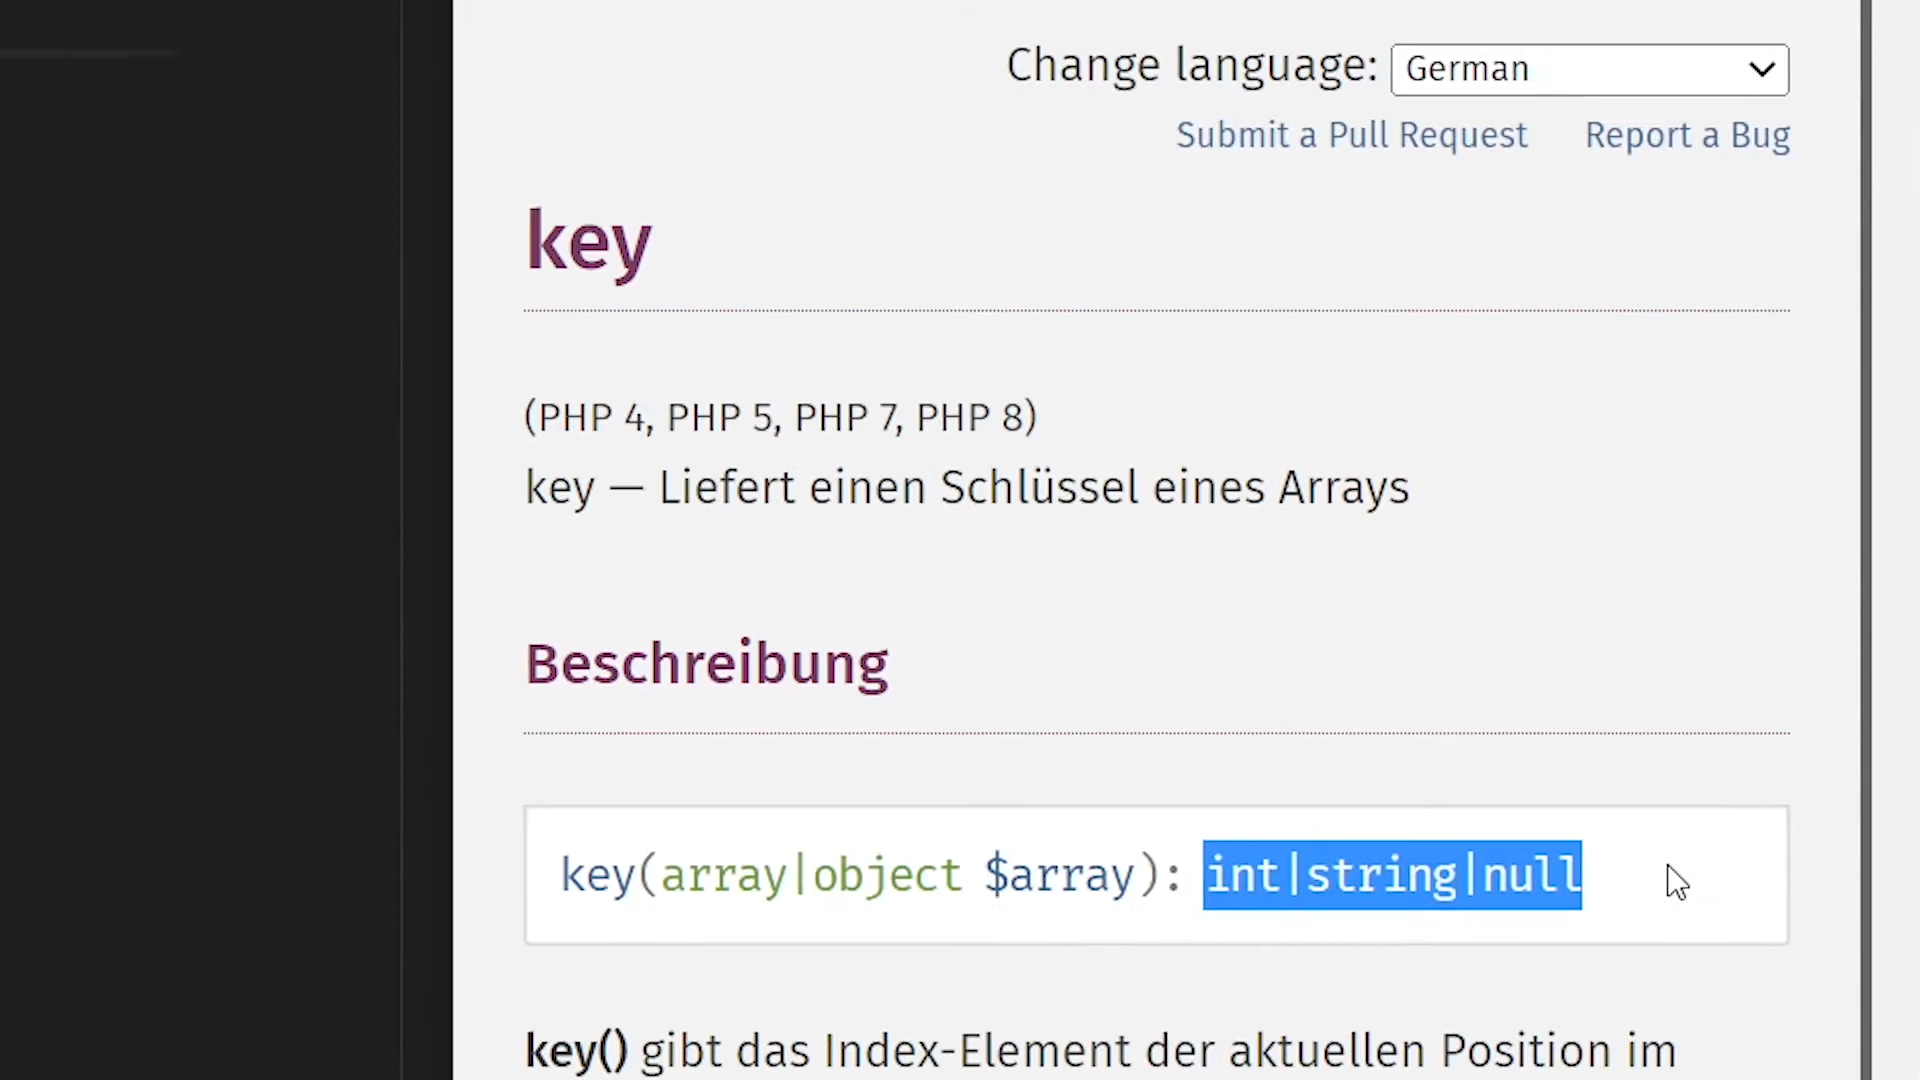 Change language: German
Submit a Pull Request Report a Bug
key
(PHP 4, PHP 5, PHP 7, PHP 8)
key — Liefert einen Schlüssel eines Arrays
Beschreibung
key(array|object $array): int|string|null
key() gibt das Index-Element der aktuellen Position im